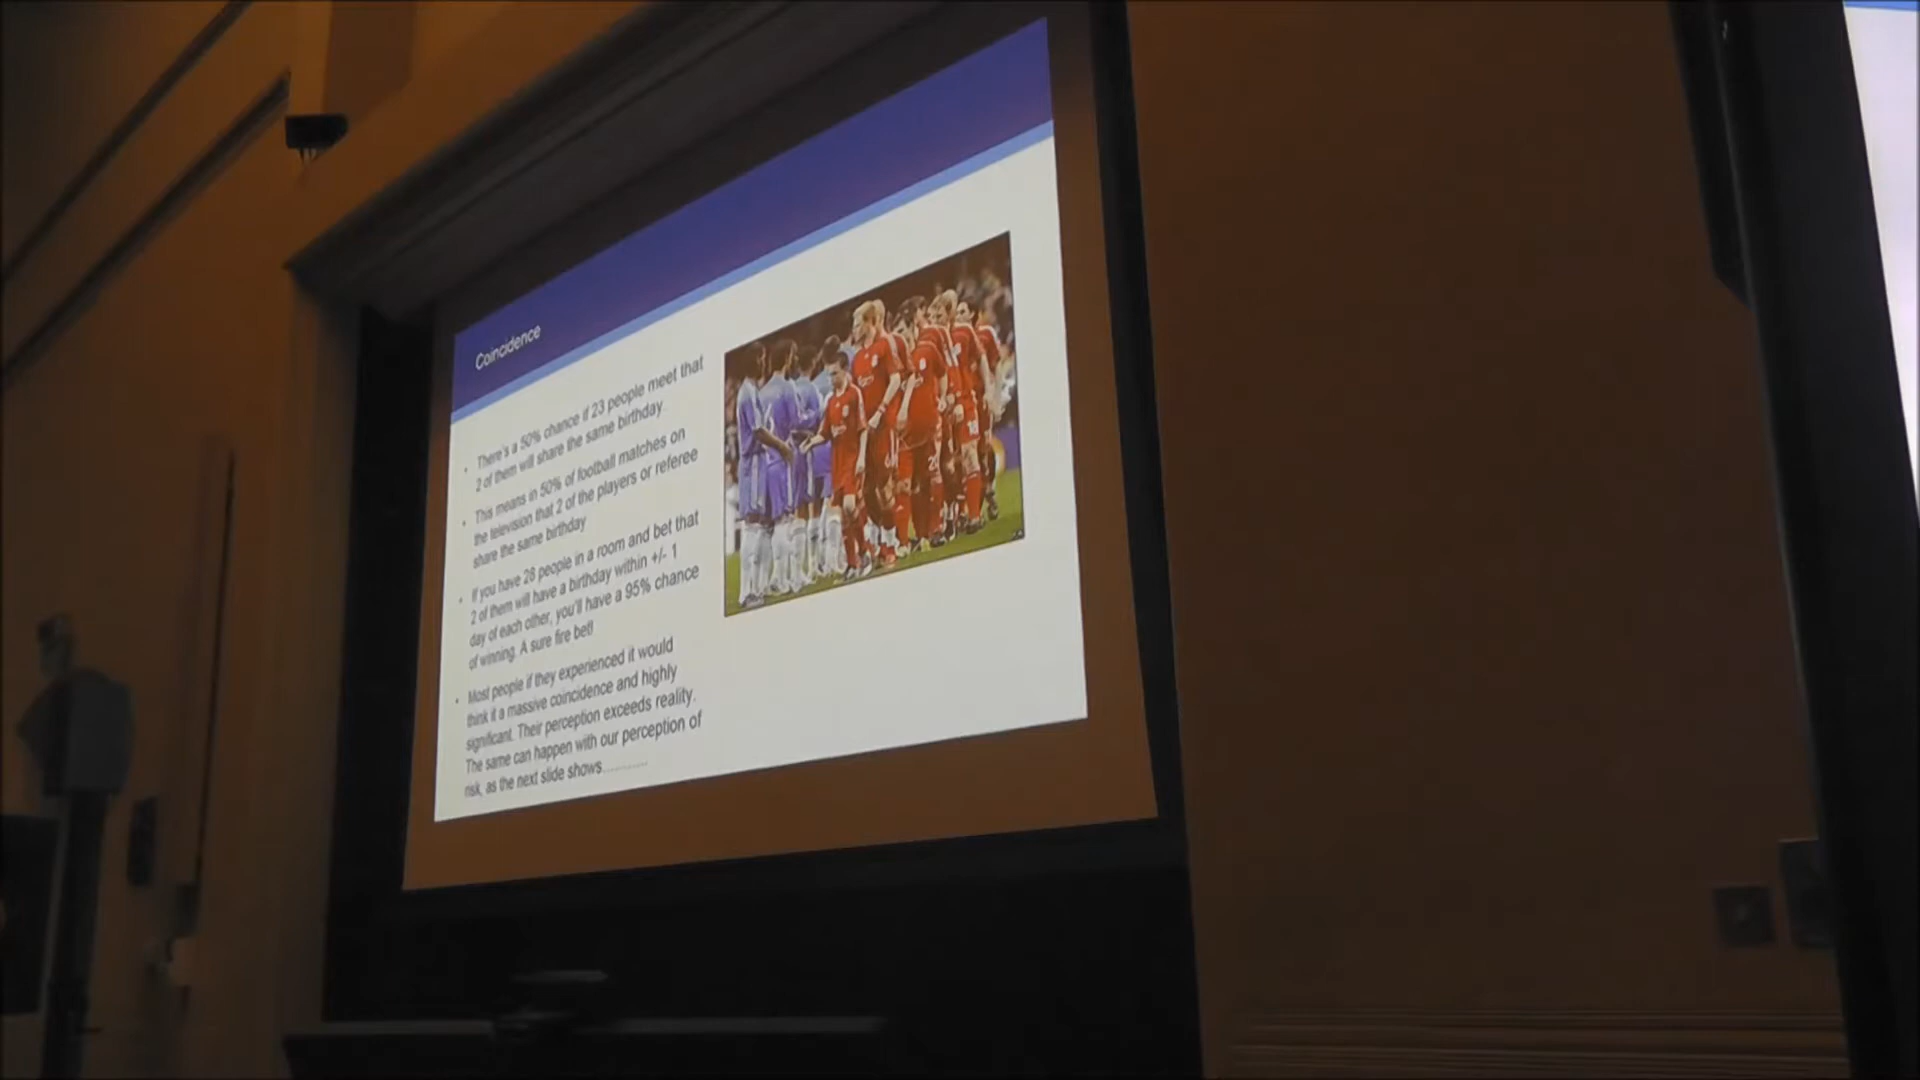 Coincidence
There's a 50% chance if 23 people meet that
2 of them will share the same birthday.
This means in 50% of football matches on
the television that 2 of the players or referee
share the same birthday
If you have 28 people in a room and bet that
2 of them will have a birthday within +/- 1
day of each other, you'll have a 95% chance
of winning. A sure fire bet!
Most people if they experienced it would
think it a massive coincidence and highly
significant. Their perception exceeds reality.
The same can happen with our perception of
risk, as the next slide shows...........